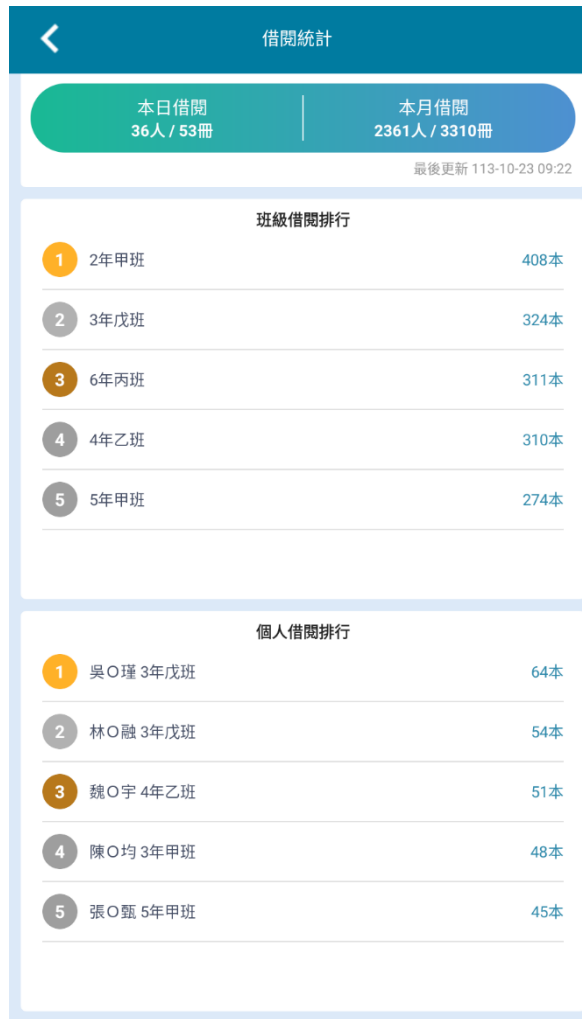 借閱統計
本日借閱
36人 / 53冊
本月借閱
2361人 / 3310冊
最後更新 113-10-23 09:22
班級借閱排行
1 2年甲班 408本
2 3年戊班 324本
3 6年丙班 311本
4 4年乙班 310本
5 5年甲班 274本
個人借閱排行
1 吳O瑾 3年戊班 64本
2 林O融 3年戊班 54本
3 魏O宇 4年乙班 51本
4 陳O均 3年甲班 48本
5 張O甄 5年甲班 45本